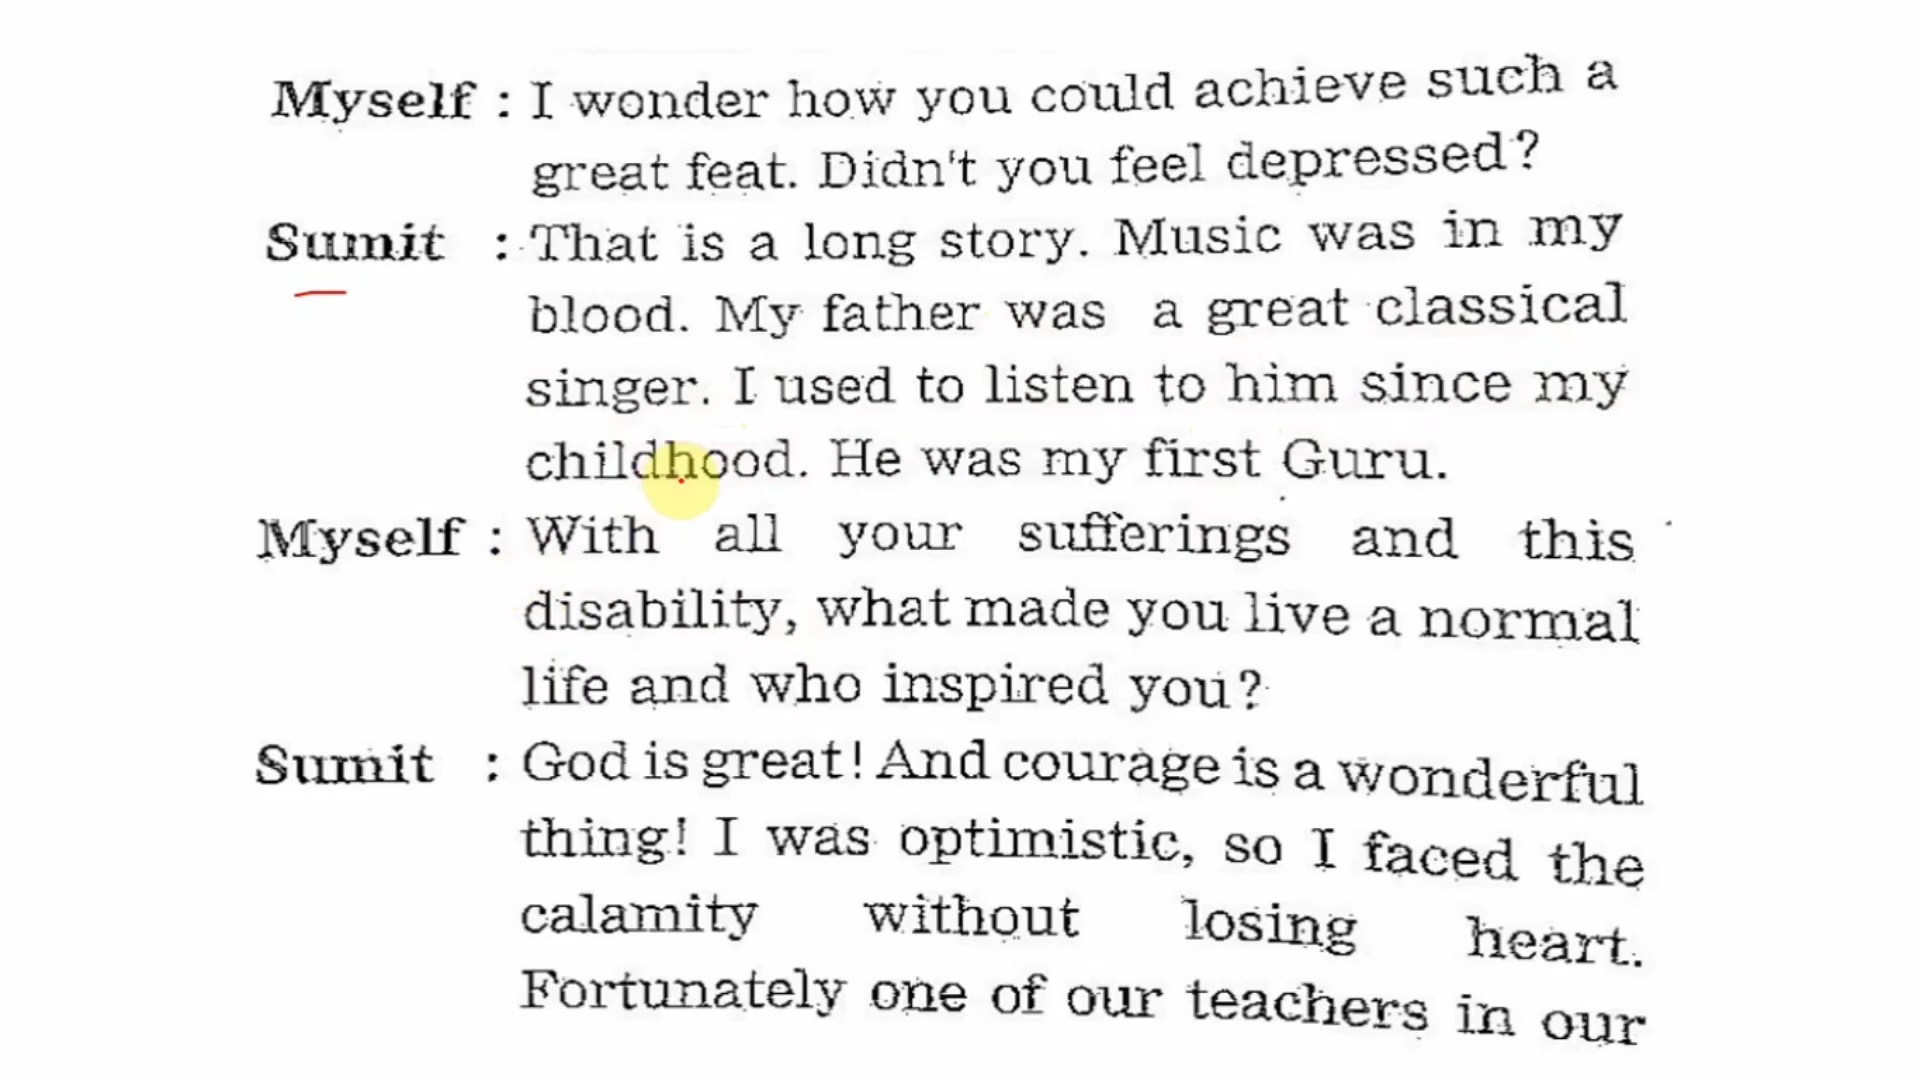 Myself : I wonder how you could achieve such a
great feat. Didn't you feel depressed?
Sumit : That is a long story. Music was in my
blood. My father was a great classical
singer. I used to listen to him since my
childhood. He was my first Guru.
Myself : With all your sufferings and this
disability, what made you live a normal
life and who inspired you?
Sumit : God is great! And courage is a wonderful
thing! I was optimistic, so I faced the
calamity without losing heart.
Fortunately one of our teachers in our